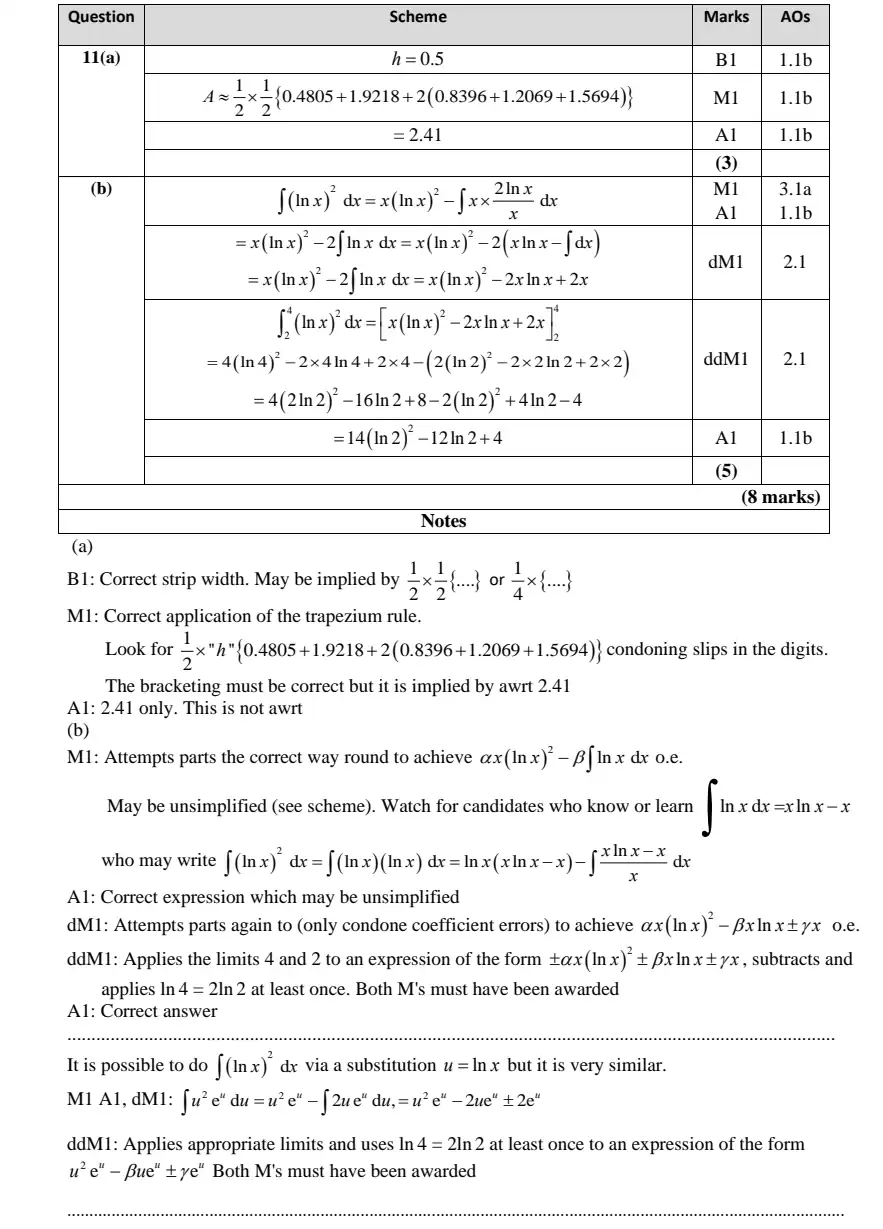 Question Scheme Marks AOs
11(a) h = 0.5 B1 1.1b
A ≈ 1/2 × 1/2 {0.4805 + 1.9218 + 2(0.8396 + 1.2069 + 1.5694)} M1 1.1b
= 2.41 A1 1.1b
(3)
(b) ∫(ln x)² dx = x(ln x)² − ∫ x × (2 ln x)/x dx M1 A1 3.1a 1.1b
= x(ln x)² − 2∫ ln x dx = x(ln x)² − 2(x ln x − ∫ dx)
= x(ln x)² − 2∫ ln x dx = x(ln x)² − 2x ln x + 2x dM1 2.1
∫₂⁴ (ln x)² dx = [x(ln x)² − 2x ln x + 2x]₂⁴
= 4(ln 4)² − 2 × 4 ln 4 + 2 × 4 − (2(ln 2)² − 2 × 2 ln 2 + 2 × 2) ddM1 2.1
= 4(2 ln 2)² − 16 ln 2 + 8 − 2(ln 2)² + 4 ln 2 − 4
= 14(ln 2)² − 12 ln 2 + 4 A1 1.1b
(5)
(8 marks)
Notes
(a)
B1: Correct strip width. May be implied by 1/2 × 1/2 {....} or 1/4 × {....}
M1: Correct application of the trapezium rule.
Look for 1/2 × "h" {0.4805 + 1.9218 + 2(0.8396 + 1.2069 + 1.5694)} condoning slips in the digits.
The bracketing must be correct but it is implied by awrt 2.41
A1: 2.41 only. This is not awrt
(b)
M1: Attempts parts the correct way round to achieve αx(ln x)² − β∫ ln x dx o.e.
May be unsimplified (see scheme). Watch for candidates who know or learn ∫ ln x dx = x ln x − x
who may write ∫(ln x)² dx = ∫(ln x)(ln x) dx = ln x(x ln x − x) − ∫ (x ln x − x)/x dx
A1: Correct expression which may be unsimplified
dM1: Attempts parts again to (only condone coefficient errors) to achieve αx(ln x)² − βx ln x ± γx o.e.
ddM1: Applies the limits 4 and 2 to an expression of the form ±αx(ln x)² ± βx ln x ± γx, subtracts and
applies ln 4 = 2ln 2 at least once. Both M's must have been awarded
A1: Correct answer
It is possible to do ∫(ln x)² dx via a substitution u = ln x but it is very similar.
M1 A1, dM1: ∫ u² eᵘ du = u² eᵘ − ∫ 2u eᵘ du, = u² eᵘ − 2ueᵘ ± 2eᵘ
ddM1: Applies appropriate limits and uses ln 4 = 2ln 2 at least once to an expression of the form
u² eᵘ − βueᵘ ± γeᵘ Both M's must have been awarded